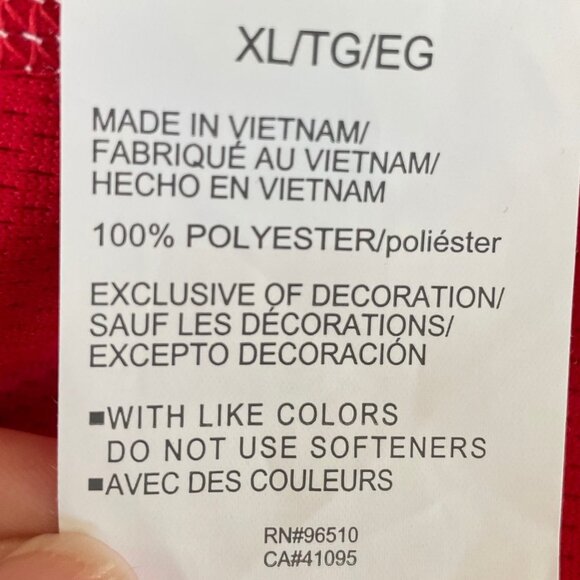 XL/TG/EG
MADE IN VIETNAM/
FABRIQUÉ AU VIETNAM/
HECHO EN VIETNAM
100% POLYESTER/poliéster
EXCLUSIVE OF DECORATION/
SAUF LES DÉCORATIONS/
EXCEPTO DECORACIÓN
■WITH LIKE COLORS
DO NOT USE SOFTENERS
■AVEC DES COULEURS
RN#96510
CA#41095